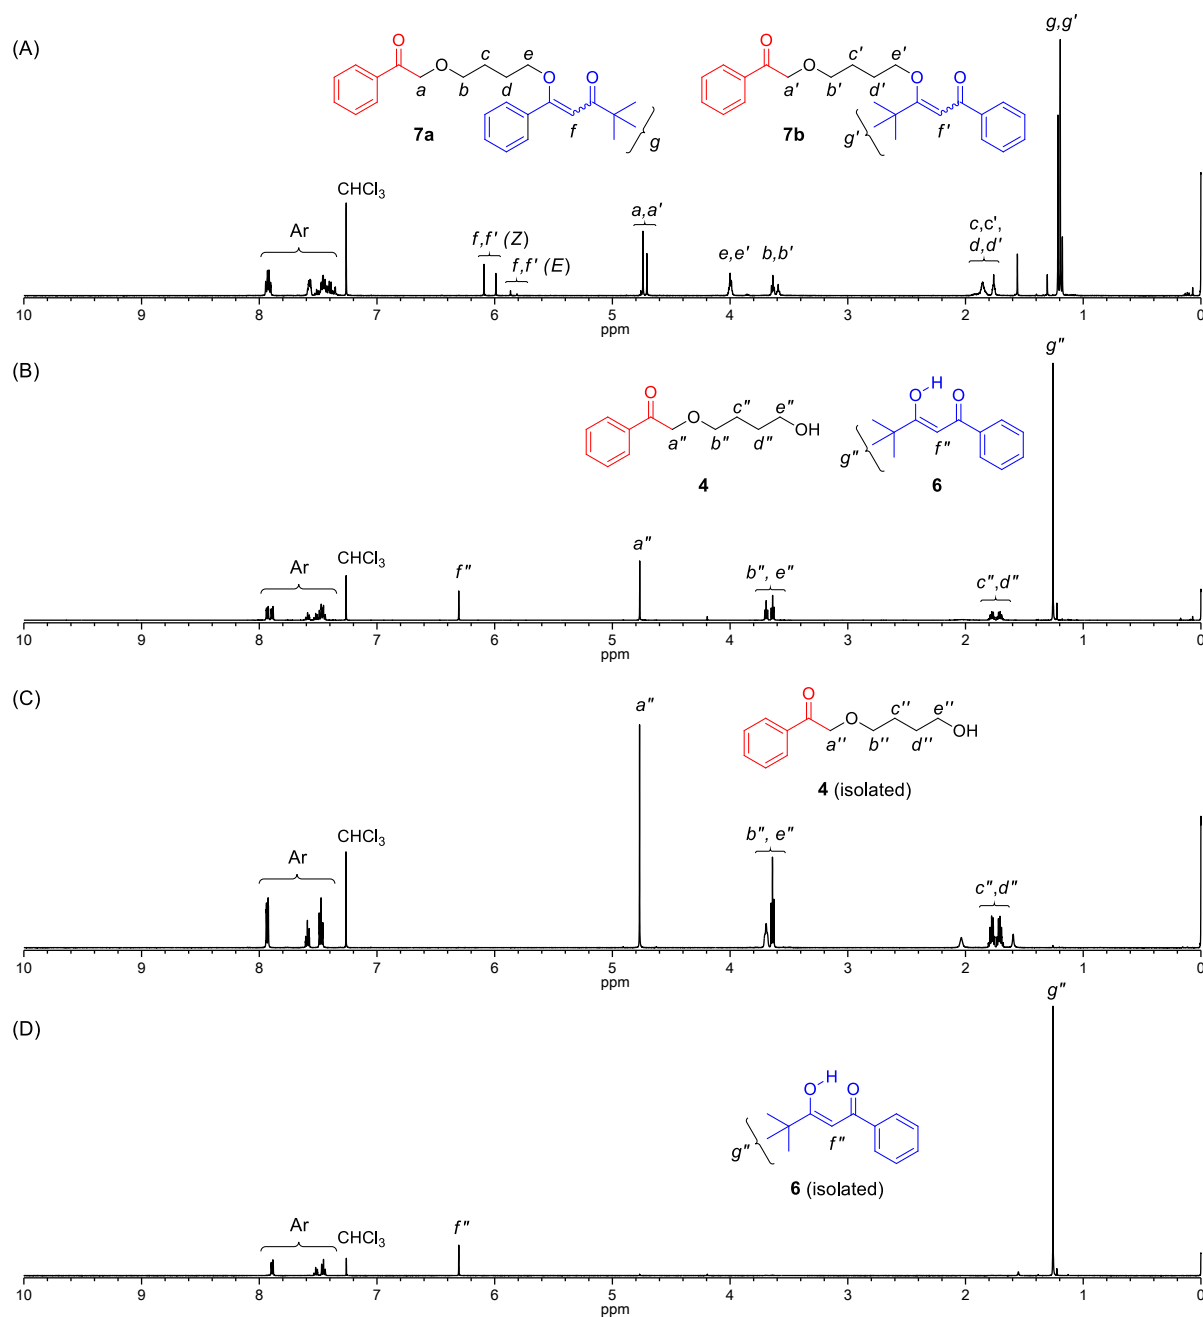 (A)
O
O
a
b
c
d
e
O
O
f
g
7a
O
O
a'
b'
c'
d'
e'
O
O
f'
g'
7b
g,g'
CHCl3
Ar
f,f' (Z)
f,f' (E)
a,a'
e,e'
b,b'
c,c',
d,d'
10 9 8 7 6 5 4 3 2 1 0
ppm
(B)
O
O
a"
b"
c"
d"
e"
OH
4
O H O
f"
g"
6
g"
Ar
CHCl3
f"
a"
b", e"
c",d"
10 9 8 7 6 5 4 3 2 1 0
ppm
(C)
a"
O
O
a''
b''
c''
d''
e''
OH
4 (isolated)
Ar
CHCl3
b", e"
c",d"
10 9 8 7 6 5 4 3 2 1 0
ppm
(D)
g"
O H O
f"
g"
6 (isolated)
Ar
CHCl3
f"
10 9 8 7 6 5 4 3 2 1 0
ppm